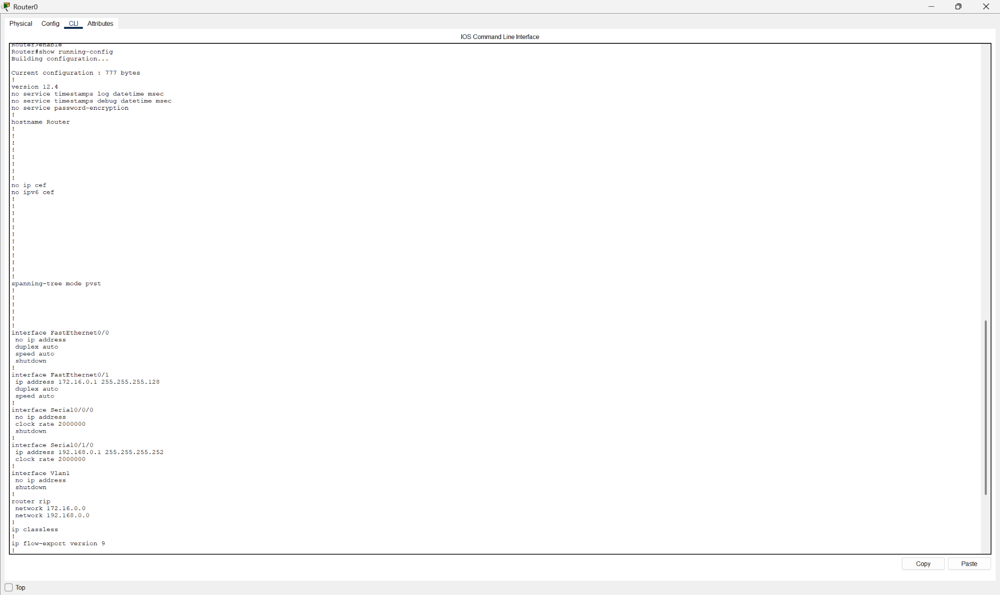 Router0
Physical Config CLI Attributes
IOS Command Line Interface
Router>enable
Router#show running-config
Building configuration...
Current configuration : 777 bytes
!
version 12.4
no service timestamps log datetime msec
no service timestamps debug datetime msec
no service password-encryption
!
hostname Router
!
!
!
!
!
!
!
!
no ip cef
no ipv6 cef
!
!
!
!
!
!
!
!
!
!
!
!
spanning-tree mode pvst
!
!
!
!
!
!
interface FastEthernet0/0
 no ip address
 duplex auto
 speed auto
 shutdown
!
interface FastEthernet0/1
 ip address 172.16.0.1 255.255.255.128
 duplex auto
 speed auto
!
interface Serial0/0/0
 no ip address
 clock rate 2000000
 shutdown
!
interface Serial0/1/0
 ip address 192.168.0.1 255.255.255.252
 clock rate 2000000
!
interface Vlan1
 no ip address
 shutdown
!
router rip
 network 172.16.0.0
 network 192.168.0.0
!
ip classless
!
ip flow-export version 9
!
Copy Paste
Top